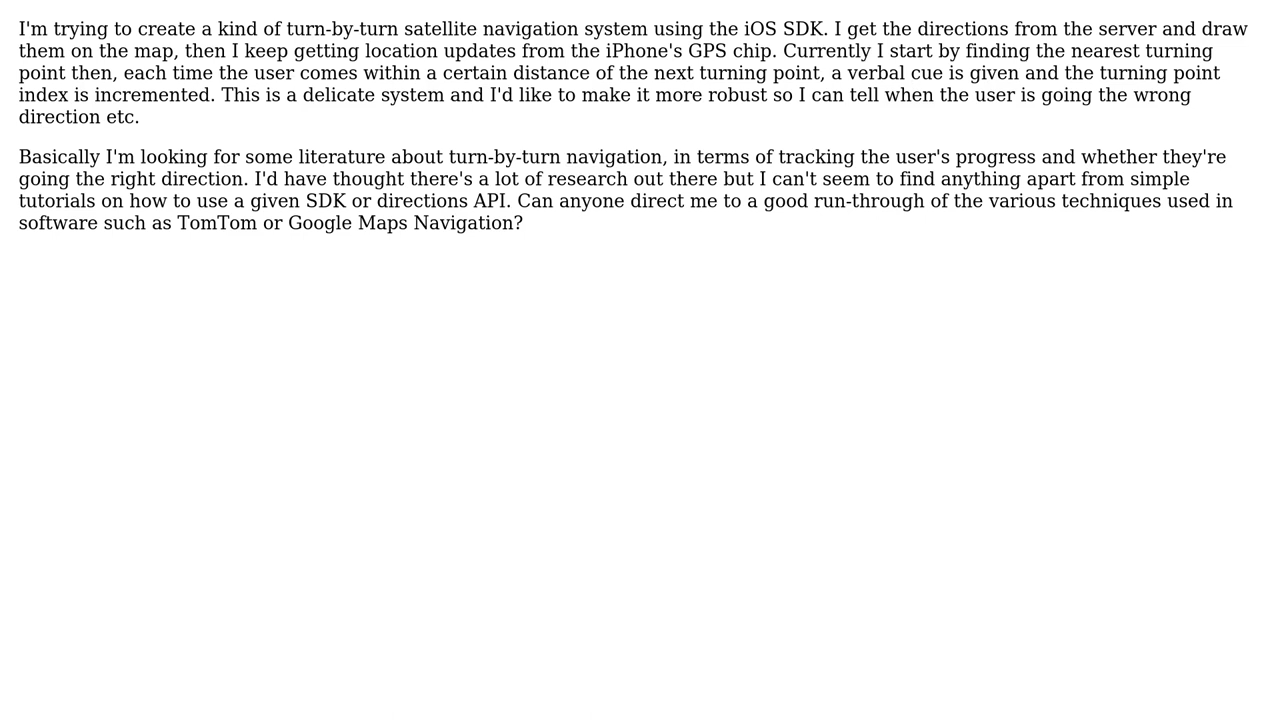 I'm trying to create a kind of turn-by-turn satellite navigation system using the iOS SDK. I get the directions from the server and draw
them on the map, then I keep getting location updates from the iPhone's GPS chip. Currently I start by finding the nearest turning
point then, each time the user comes within a certain distance of the next turning point, a verbal cue is given and the turning point
index is incremented. This is a delicate system and I'd like to make it more robust so I can tell when the user is going the wrong
direction etc.
Basically I'm looking for some literature about turn-by-turn navigation, in terms of tracking the user's progress and whether they're
going the right direction. I'd have thought there's a lot of research out there but I can't seem to find anything apart from simple
tutorials on how to use a given SDK or directions API. Can anyone direct me to a good run-through of the various techniques used in
software such as TomTom or Google Maps Navigation?